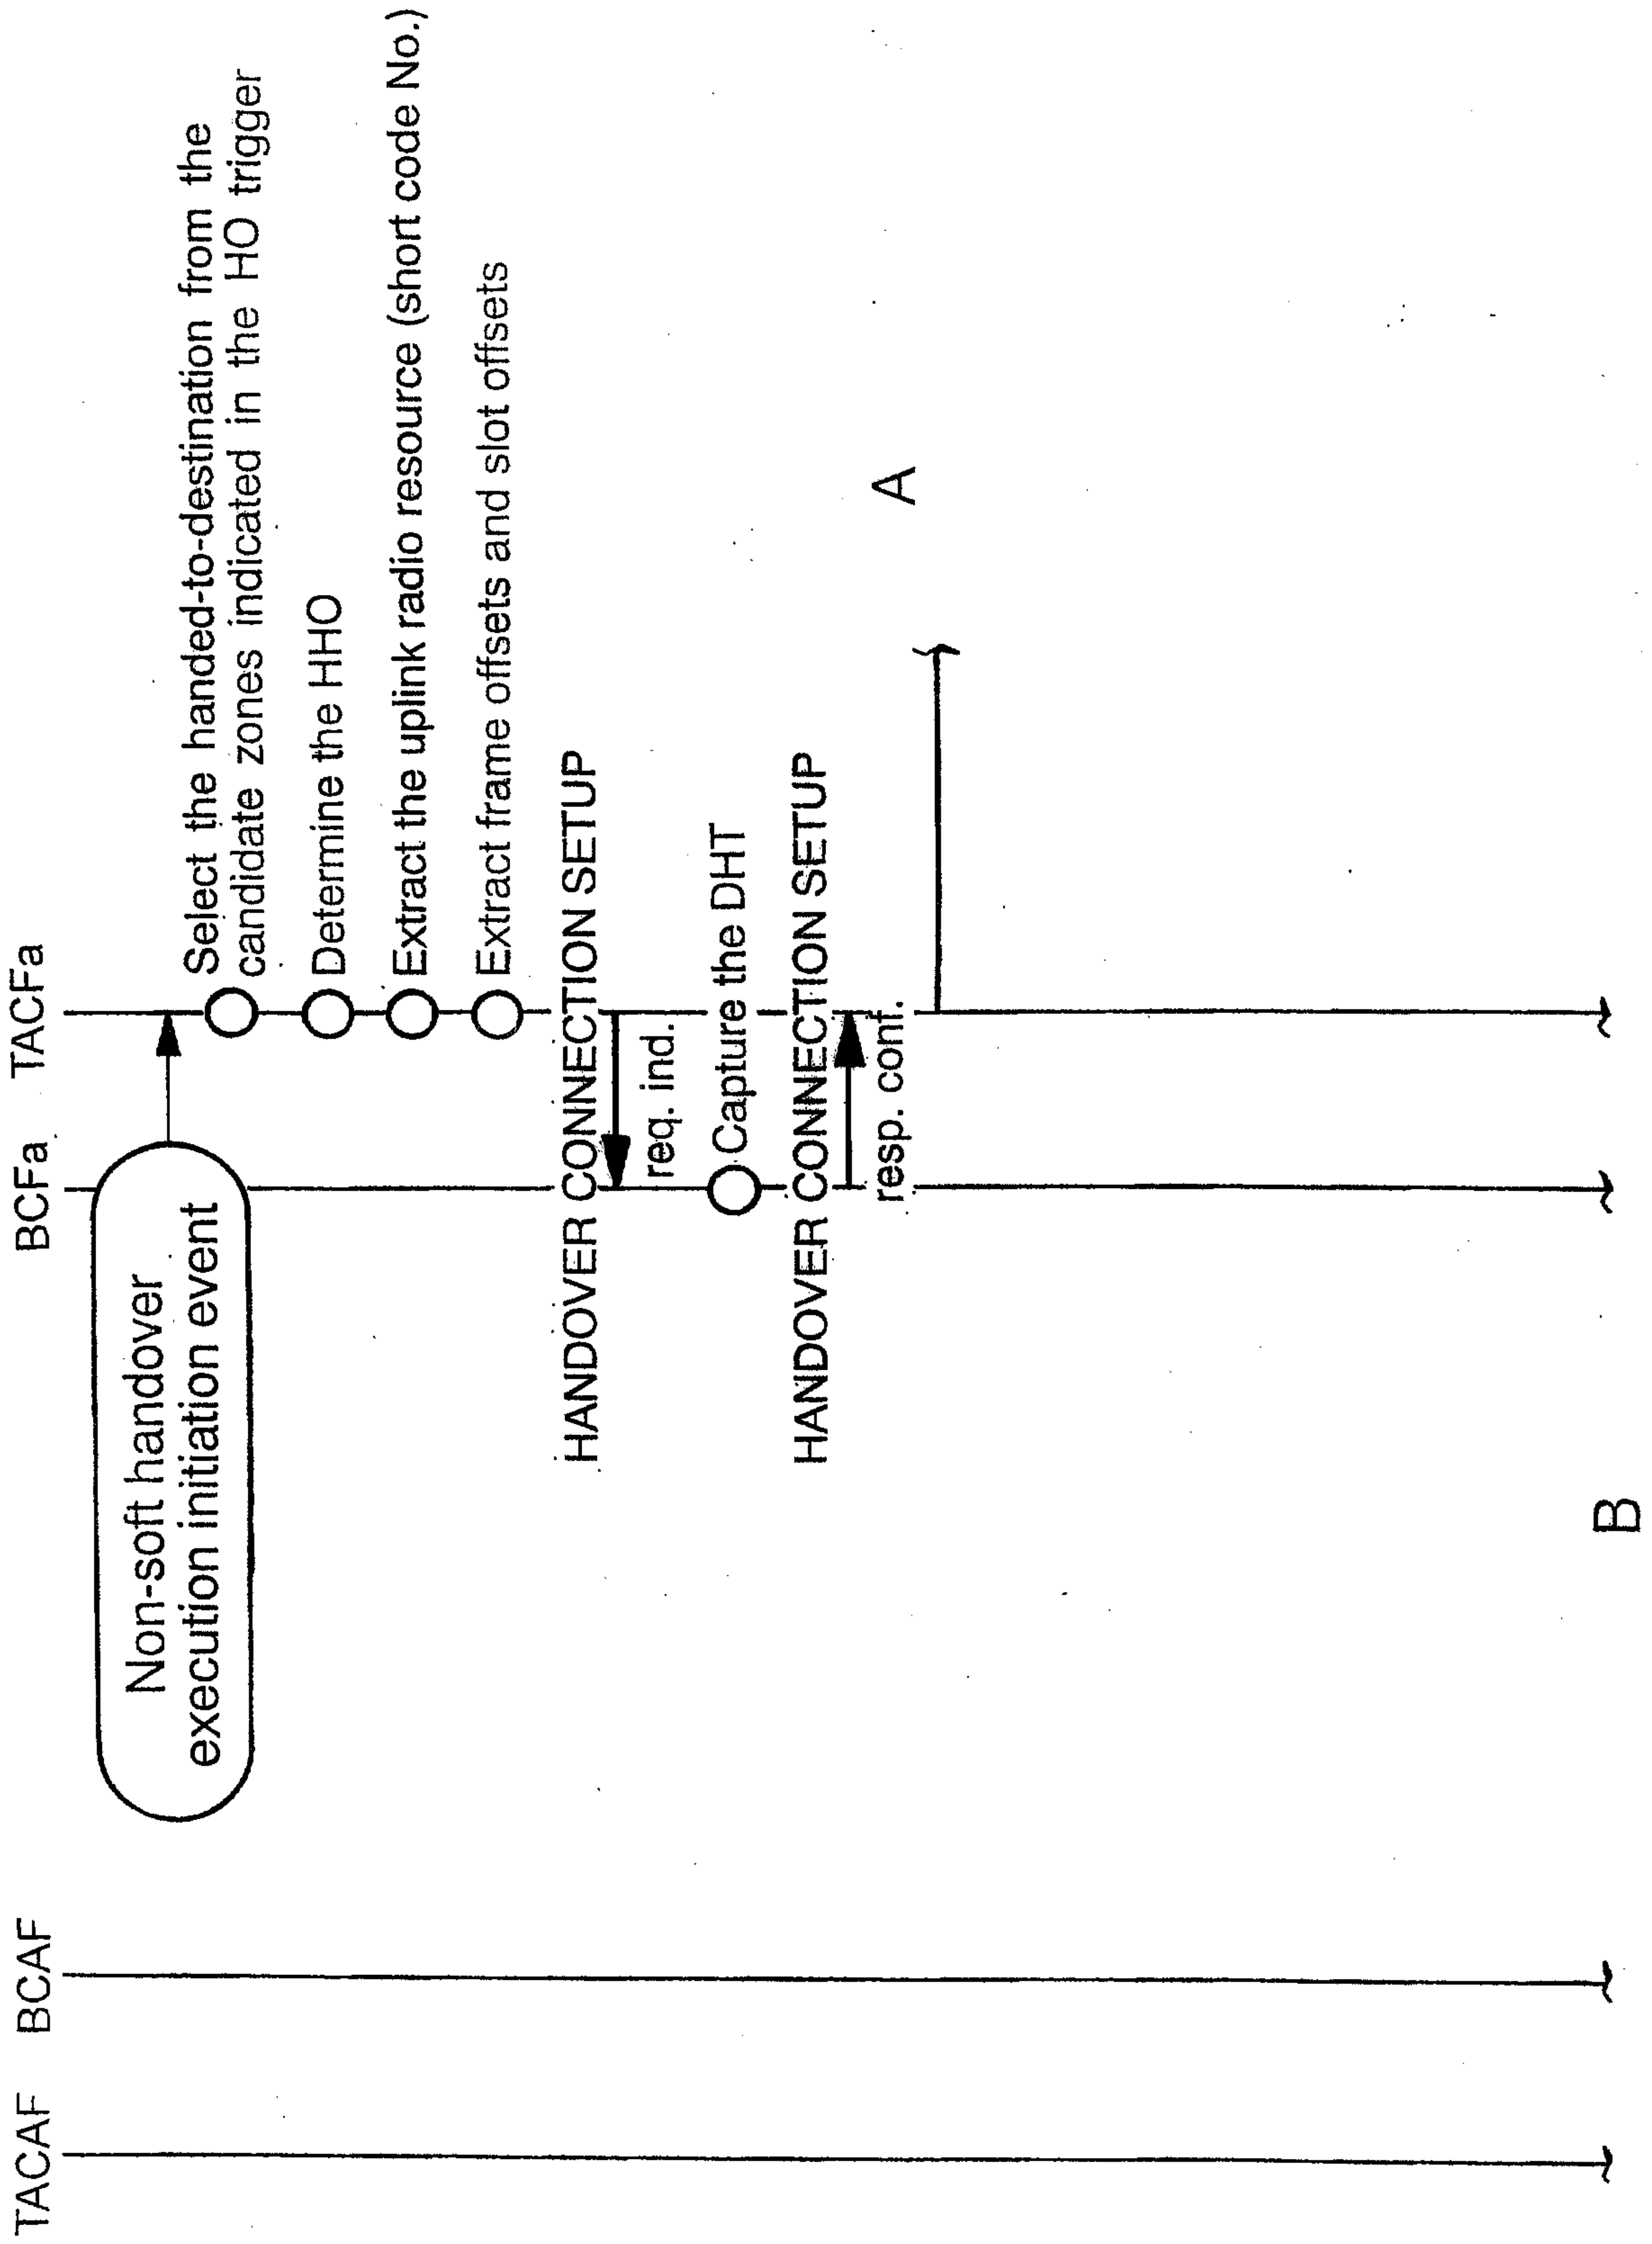 TACAF BCAF BCFa TACFa
Non-soft handover
execution initiation event
Select the handed-to-destination from the
candidate zones indicated in the HO trigger
Determine the HHO
Extract the uplink radio resource (short code No.)
Extract frame offsets and slot offsets
HANDOVER CONNECTION SETUP
req. ind.
Capture the DHT
HANDOVER CONNECTION SETUP
resp. conf.
A
B